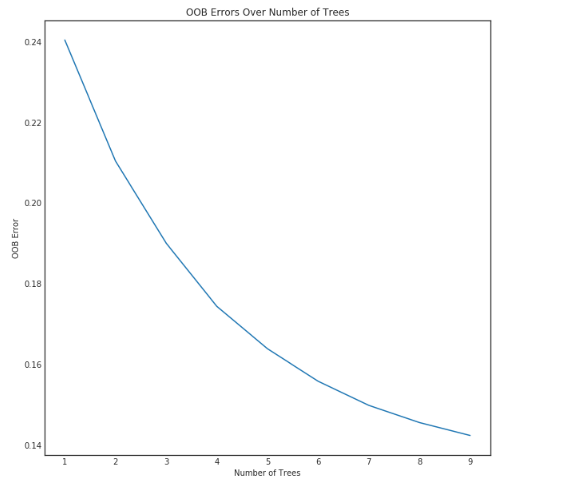 OOB Errors Over Number of Trees
0.24
0.22
0.20
0.18
0.16
0.14
OOB Error
1 2 3 4 5 6 7 8 9
Number of Trees